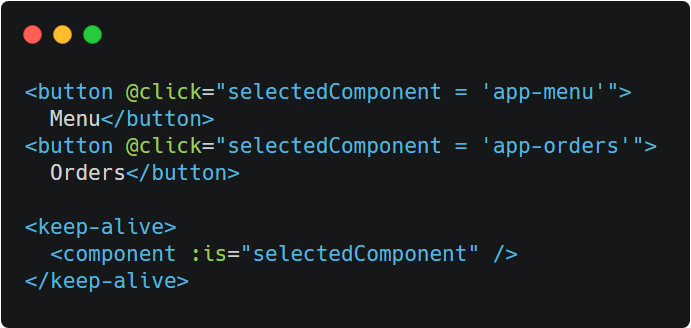 <button @click="selectedComponent = 'app-menu'">
  Menu</button>
<button @click="selectedComponent = 'app-orders'">
  Orders</button>

<keep-alive>
  <component :is="selectedComponent" />
</keep-alive>